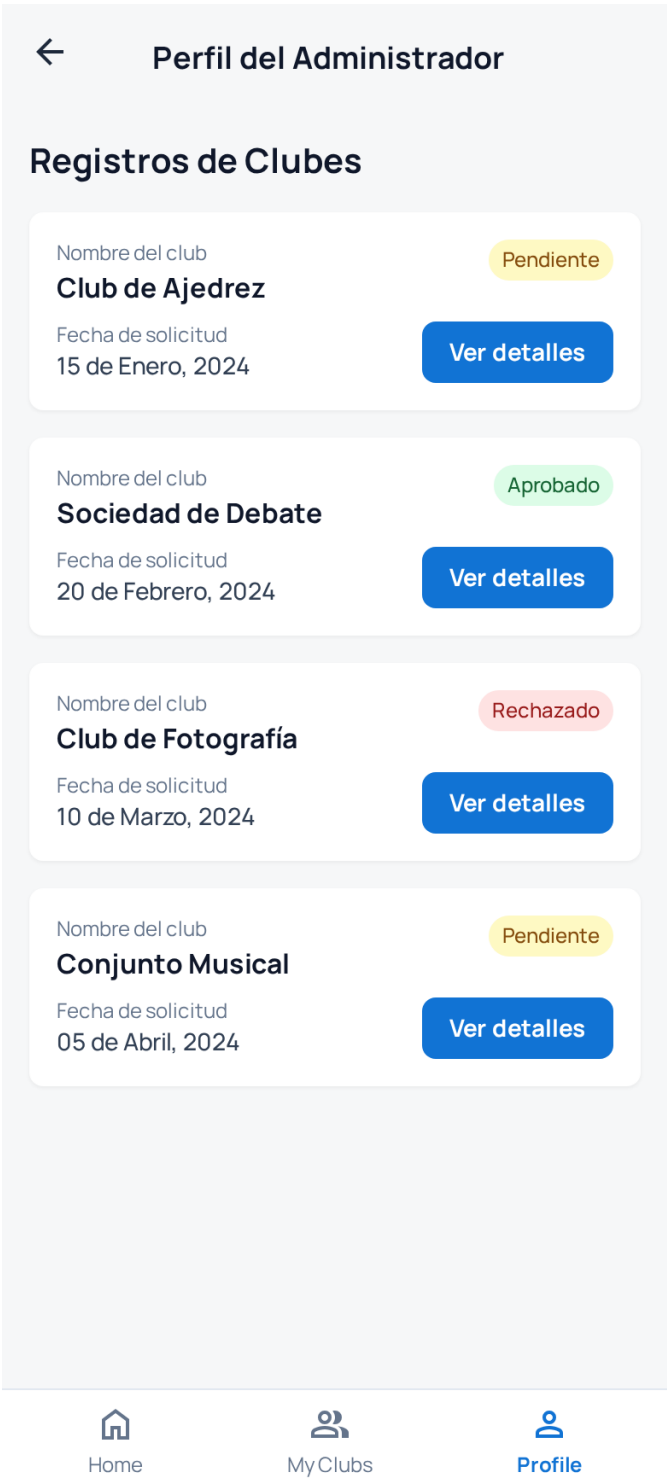 Perfil del Administrador
Registros de Clubes
Nombre del club
Pendiente
Club de Ajedrez
Fecha de solicitud
15 de Enero, 2024
Ver detalles
Nombre del club
Aprobado
Sociedad de Debate
Fecha de solicitud
20 de Febrero, 2024
Ver detalles
Nombre del club
Rechazado
Club de Fotografía
Fecha de solicitud
10 de Marzo, 2024
Ver detalles
Nombre del club
Pendiente
Conjunto Musical
Fecha de solicitud
05 de Abril, 2024
Ver detalles
Home
My Clubs
Profile